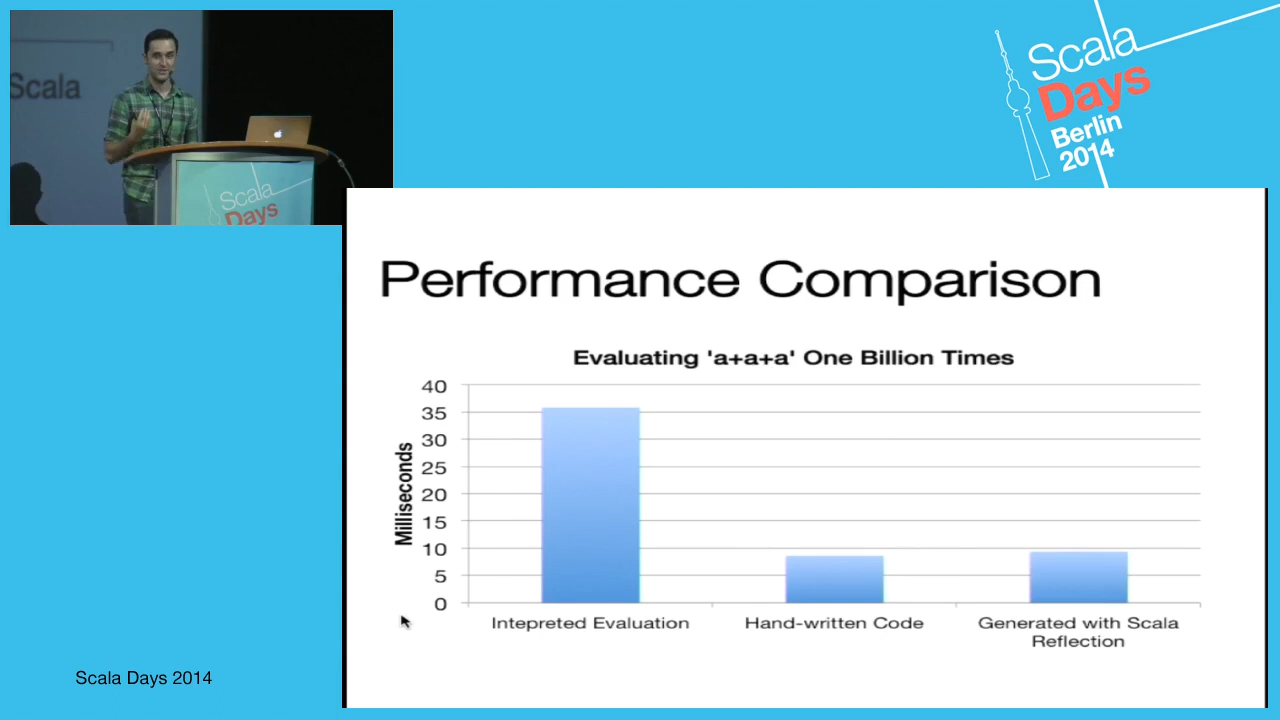 Scala
Scala
Days
Scala
Days
Berlin
2014
Performance Comparison
Evaluating 'a+a+a' One Billion Times
Milliseconds
40
35
30
25
20
15
10
5
0
Intepreted Evaluation
Hand-written Code
Generated with Scala
Reflection
Scala Days 2014